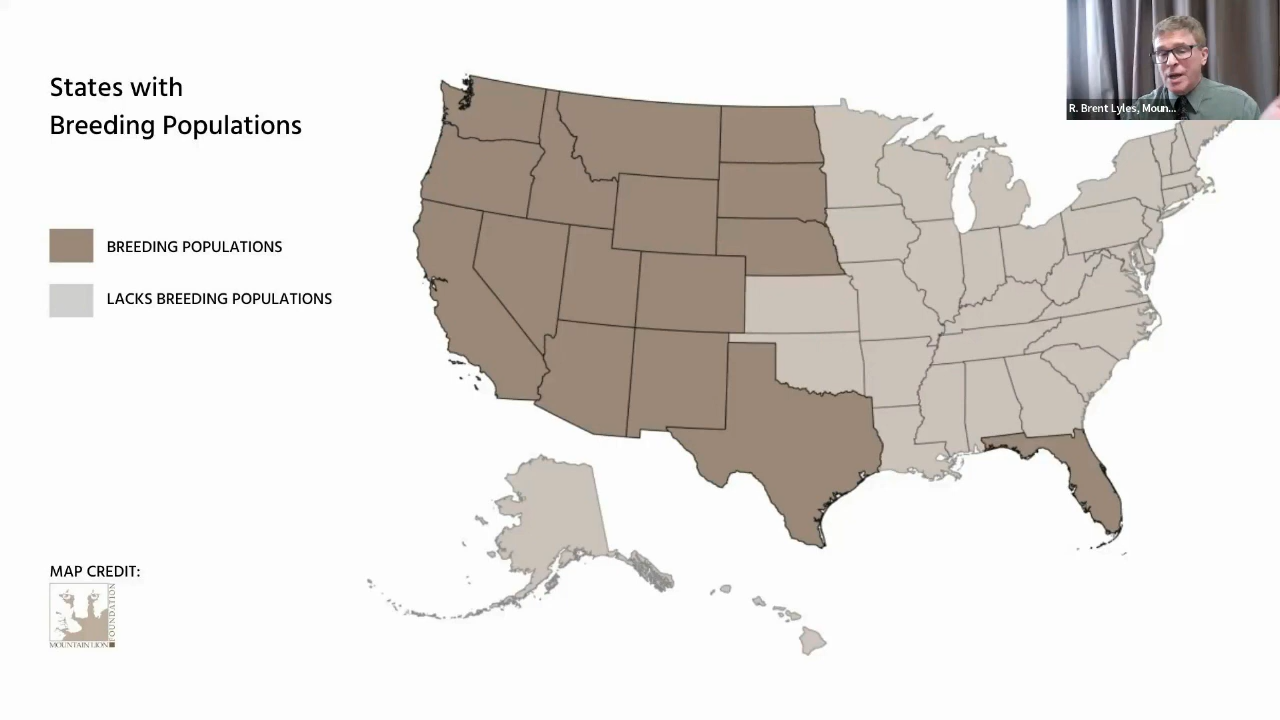 States with
Breeding Populations
R. Brent Lyles, Moun...
BREEDING POPULATIONS
LACKS BREEDING POPULATIONS
MAP CREDIT:
FOUNDATION
MOUNTAIN LION